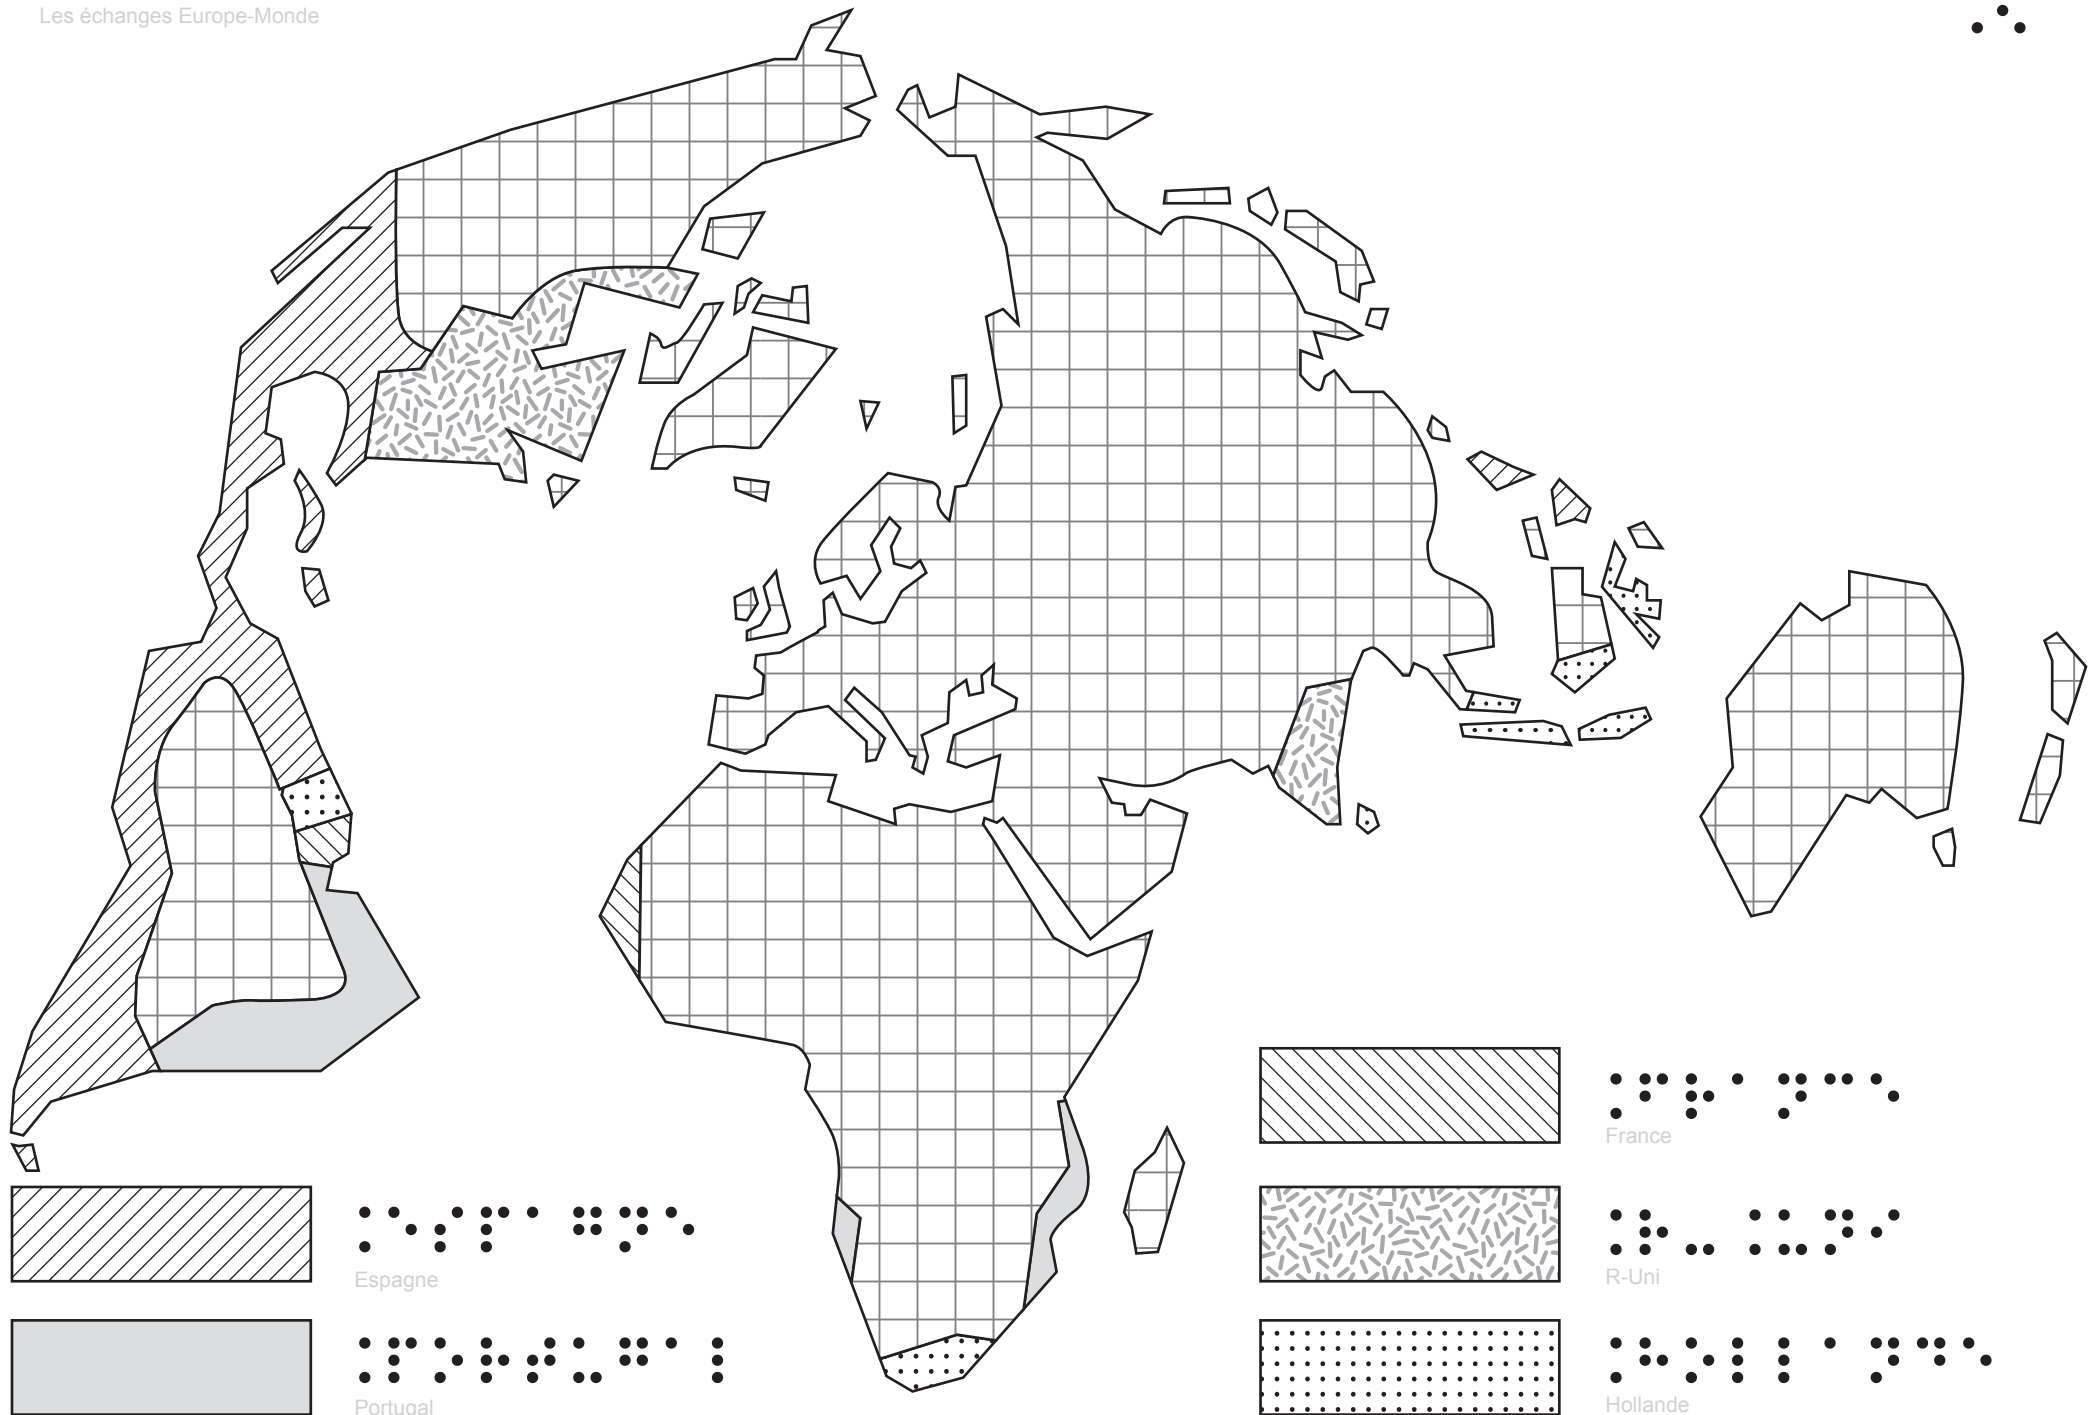 Les échanges Europe-Monde
⠨⠋⠗⠁⠝⠉⠑
France
⠨⠑⠎⠏⠁⠛⠝⠑
Espagne
⠨⠗⠤⠨⠥⠝⠊
R-Uni
⠨⠏⠕⠗⠞⠥⠛⠁⠇
Portugal
⠨⠓⠕⠇⠇⠁⠝⠙⠑
Hollande